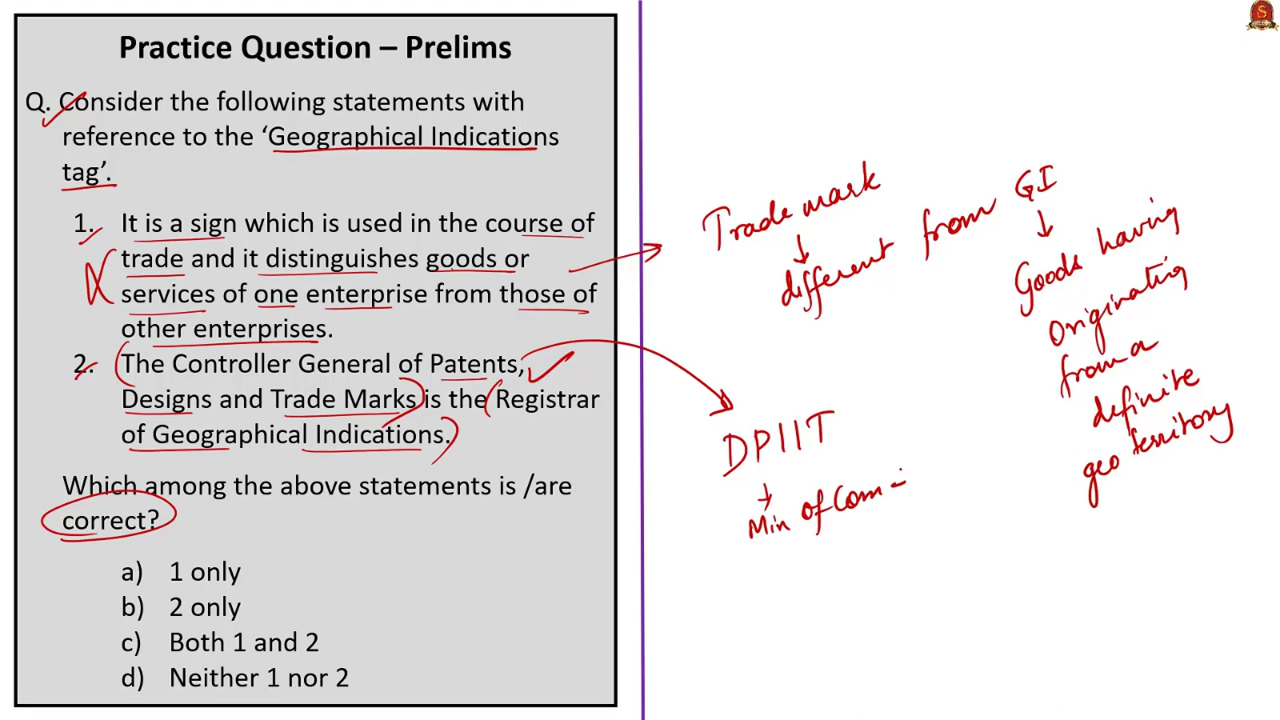 Practice Question – Prelims
Q. Consider the following statements with
reference to the ‘Geographical Indications
tag’.
1. It is a sign which is used in the course of
trade and it distinguishes goods or
services of one enterprise from those of
other enterprises.
2. The Controller General of Patents,
Designs and Trade Marks is the Registrar
of Geographical Indications.
Which among the above statements is /are
correct?
a) 1 only
b) 2 only
c) Both 1 and 2
d) Neither 1 nor 2
Trade mark
different from GI
Goods having
Originating
from a
definite
geo territory
DPIIT
Min of Com